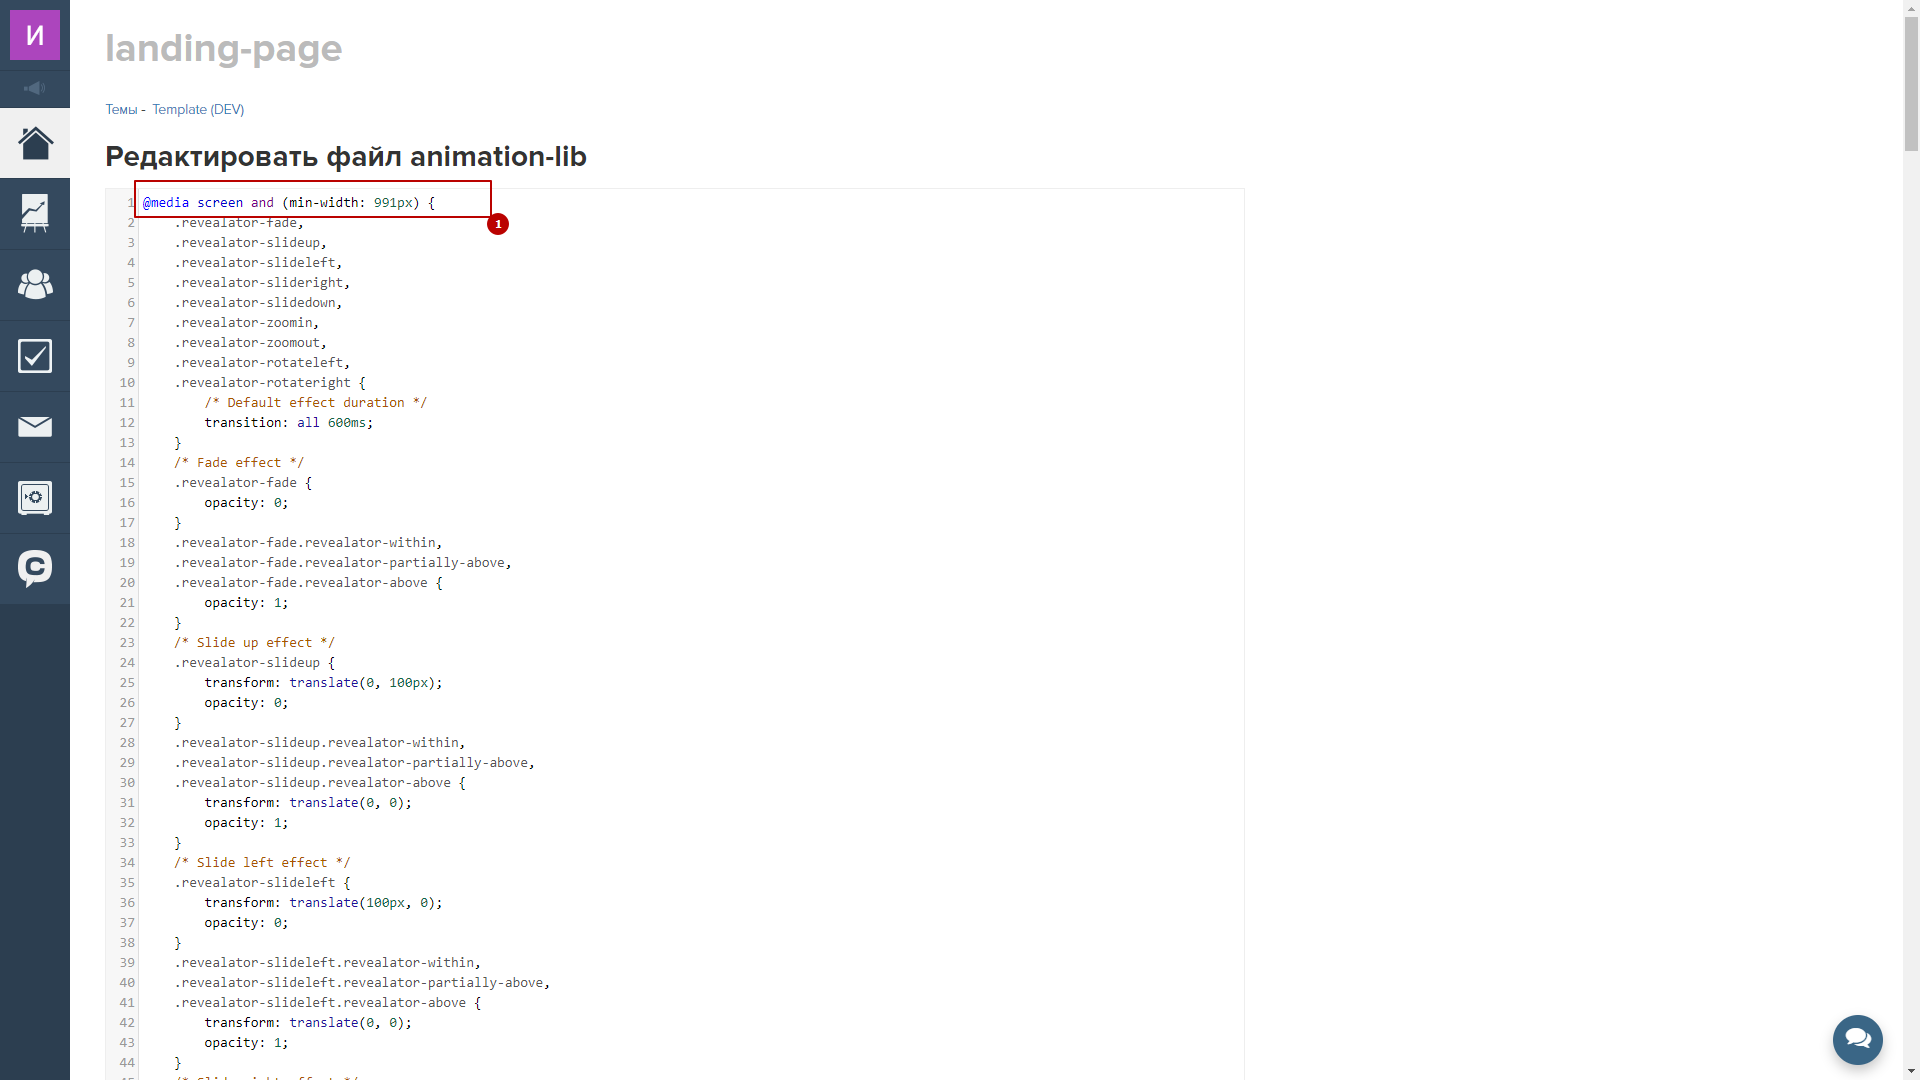 И
landing-page
Темы - Template (DEV)
Редактировать файл animation-lib
1 @media screen and (min-width: 991px) {
1
2 .revealator-fade,
3 .revealator-slideup,
4 .revealator-slideleft,
5 .revealator-slideright,
6 .revealator-slidedown,
7 .revealator-zoomin,
8 .revealator-zoomout,
9 .revealator-rotateleft,
10 .revealator-rotateright {
11 /* Default effect duration */
12 transition: all 600ms;
13 }
14 /* Fade effect */
15 .revealator-fade {
16 opacity: 0;
17 }
18 .revealator-fade.revealator-within,
19 .revealator-fade.revealator-partially-above,
20 .revealator-fade.revealator-above {
21 opacity: 1;
22 }
23 /* Slide up effect */
24 .revealator-slideup {
25 transform: translate(0, 100px);
26 opacity: 0;
27 }
28 .revealator-slideup.revealator-within,
29 .revealator-slideup.revealator-partially-above,
30 .revealator-slideup.revealator-above {
31 transform: translate(0, 0);
32 opacity: 1;
33 }
34 /* Slide left effect */
35 .revealator-slideleft {
36 transform: translate(100px, 0);
37 opacity: 0;
38 }
39 .revealator-slideleft.revealator-within,
40 .revealator-slideleft.revealator-partially-above,
41 .revealator-slideleft.revealator-above {
42 transform: translate(0, 0);
43 opacity: 1;
44 }